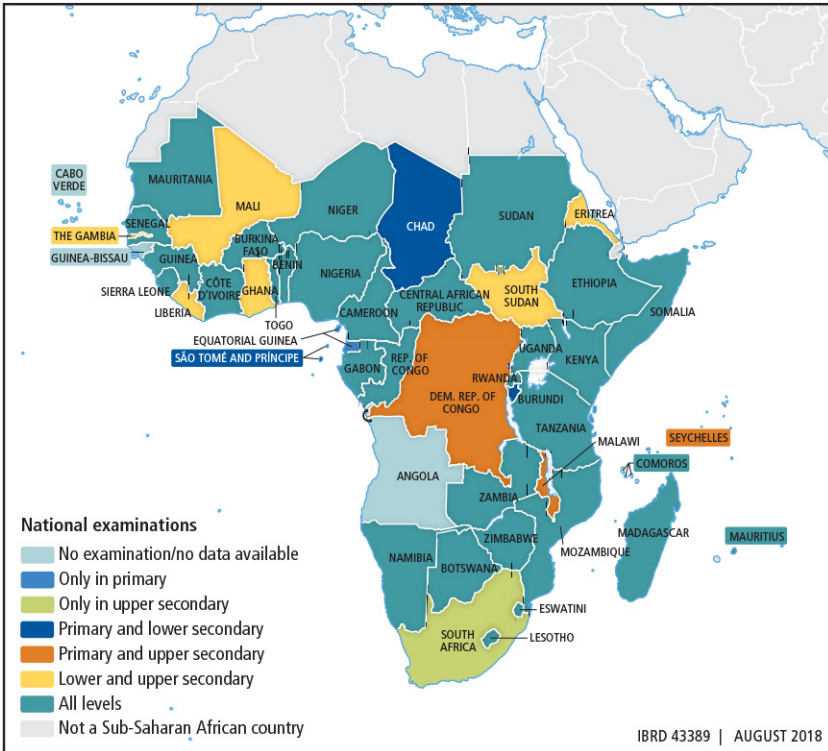 CABO
VERDE
MAURITANIA
MALI
NIGER
CHAD
SUDAN
ERITREA
SENEGAL
THE GAMBIA
GUINEA-BISSAU
GUINEA
BURKINA
FASO
BENIN
NIGERIA
SIERRA LEONE
CÔTE
D'IVOIRE
GHANA
LIBERIA
TOGO
CENTRAL AFRICAN
REPUBLIC
SOUTH
SUDAN
ETHIOPIA
SOMALIA
CAMEROON
EQUATORIAL GUINEA
SÃO TOMÉ AND PRÍNCIPE
GABON
REP. OF
CONGO
DEM. REP. OF
CONGO
UGANDA
KENYA
RWANDA
BURUNDI
TANZANIA
MALAWI
SEYCHELLES
COMOROS
ANGOLA
ZAMBIA
MOZAMBIQUE
MADAGASCAR
MAURITIUS
ZIMBABWE
NAMIBIA
BOTSWANA
ESWATINI
SOUTH
AFRICA
LESOTHO
National examinations
No examination/no data available
Only in primary
Only in upper secondary
Primary and lower secondary
Primary and upper secondary
Lower and upper secondary
All levels
Not a Sub-Saharan African country
IBRD 43389 | AUGUST 2018